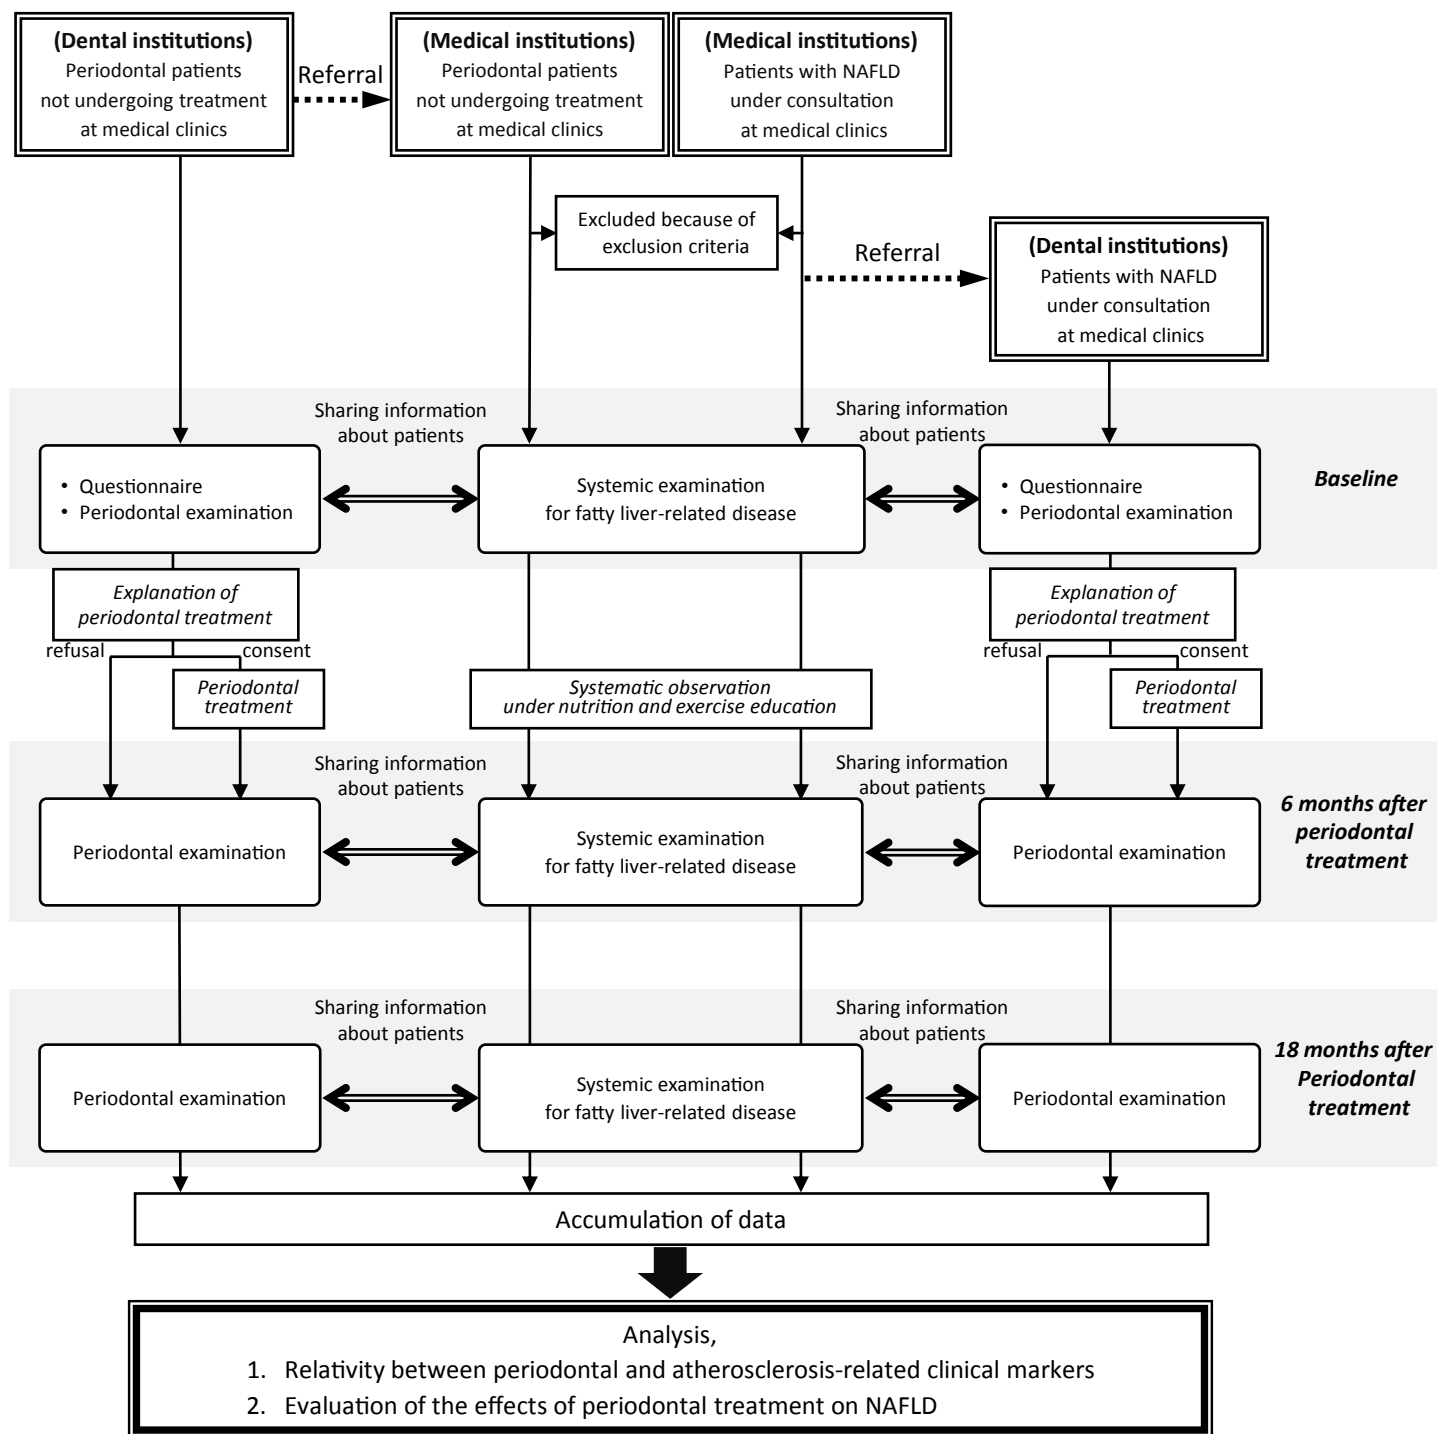 (Dental institutions)
Periodontal patients
not undergoing treatment
at medical clinics
Referral
(Medical institutions)
Periodontal patients
not undergoing treatment
at medical clinics
(Medical institutions)
Patients with NAFLD
under consultation
at medical clinics
Excluded because of
exclusion criteria
Referral
(Dental institutions)
Patients with NAFLD
under consultation
at medical clinics
Sharing information
about patients
Sharing information
about patients
• Questionnaire
• Periodontal examination
Systemic examination
for fatty liver-related disease
• Questionnaire
• Periodontal examination
Baseline
Explanation of
periodontal treatment
refusal
consent
Periodontal
treatment
Systematic observation
under nutrition and exercise education
Explanation of
periodontal treatment
refusal
consent
Periodontal
treatment
Sharing information
about patients
Sharing information
about patients
Periodontal examination
Systemic examination
for fatty liver-related disease
Periodontal examination
6 months after
periodontal
treatment
Sharing information
about patients
Sharing information
about patients
Periodontal examination
Systemic examination
for fatty liver-related disease
Periodontal examination
18 months after
Periodontal
treatment
Accumulation of data
Analysis,
1. Relativity between periodontal and atherosclerosis-related clinical markers
2. Evaluation of the effects of periodontal treatment on NAFLD